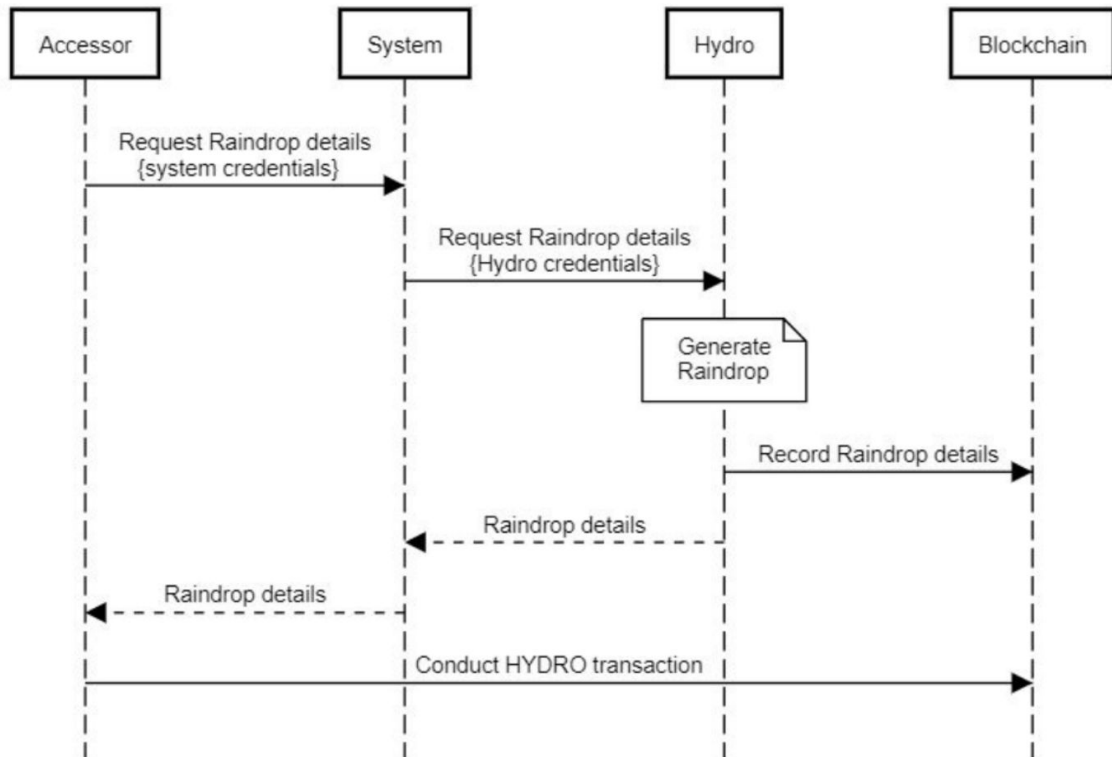 Accessor
System
Hydro
Blockchain
Request Raindrop details
{system credentials}
Request Raindrop details
{Hydro credentials}
Generate
Raindrop
Record Raindrop details
Raindrop details
Raindrop details
Conduct HYDRO transaction